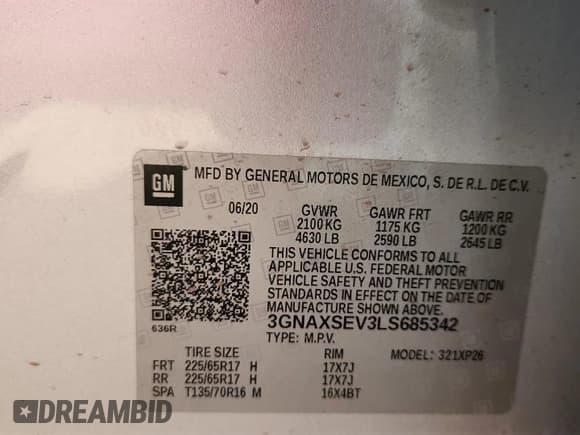 GM MFD BY GENERAL MOTORS DE MEXICO, S. DE R.L. DE C.V.
06/20 GVWR GAWR FRT GAWR RR
2100 KG 1175 KG 1200 KG
4630 LB 2590 LB 2645 LB
THIS VEHICLE CONFORMS TO ALL
APPLICABLE U.S. FEDERAL MOTOR
VEHICLE SAFETY AND THEFT PREVENTION
STANDARDS IN EFFECT ON THE DATE OF
MANUFACTURE SHOWN ABOVE.
3GNAXSEV3LS685342
636R TYPE: M.P.V.
TIRE SIZE RIM MODEL: 321XP26
FRT 225/65R17 H 17X7J
RR 225/65R17 H 17X7J
SPA T135/70R16 M 16X4BT
DREAMBID